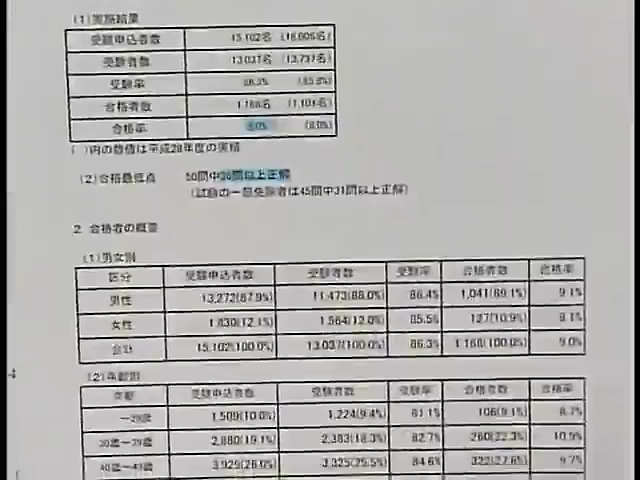 (1)実施結果
受験申込者数 15,102名 (16,005名)
受験者数 13,037名 (13,737名)
受験率 86.3% (85.8%)
合格者数 1,168名 (1,101名)
合格率 9.0% (8.0%)
( )内の数値は平成28年度の実績
(2)合格最低点 50問中36問以上正解
(試験の一部免除者は45問中31問以上正解)
2 合格者の概要
(1)男女別
区分 受験申込者数 受験者数 受験率 合格者数 合格率
男性 13,272(87.9%) 11,473(88.0%) 86.4% 1,041(89.1%) 9.1%
女性 1,830(12.1%) 1,564(12.0%) 85.5% 127(10.9%) 8.1%
合計 15,102(100.0%) 13,037(100.0%) 86.3% 1,168(100.0%) 9.0%
(2)年齢別
年齢 受験申込者数 受験者数 受験率 合格者数 合格率
～29歳 1,509(10.0%) 1,224(9.4%) 81.1% 106(9.1%) 8.7%
30歳～39歳 2,880(19.1%) 2,383(18.3%) 82.7% 260(22.3%) 10.9%
40歳～49歳 3,929(26.0%) 3,325(25.5%) 84.6% 322(27.6%) 9.7%